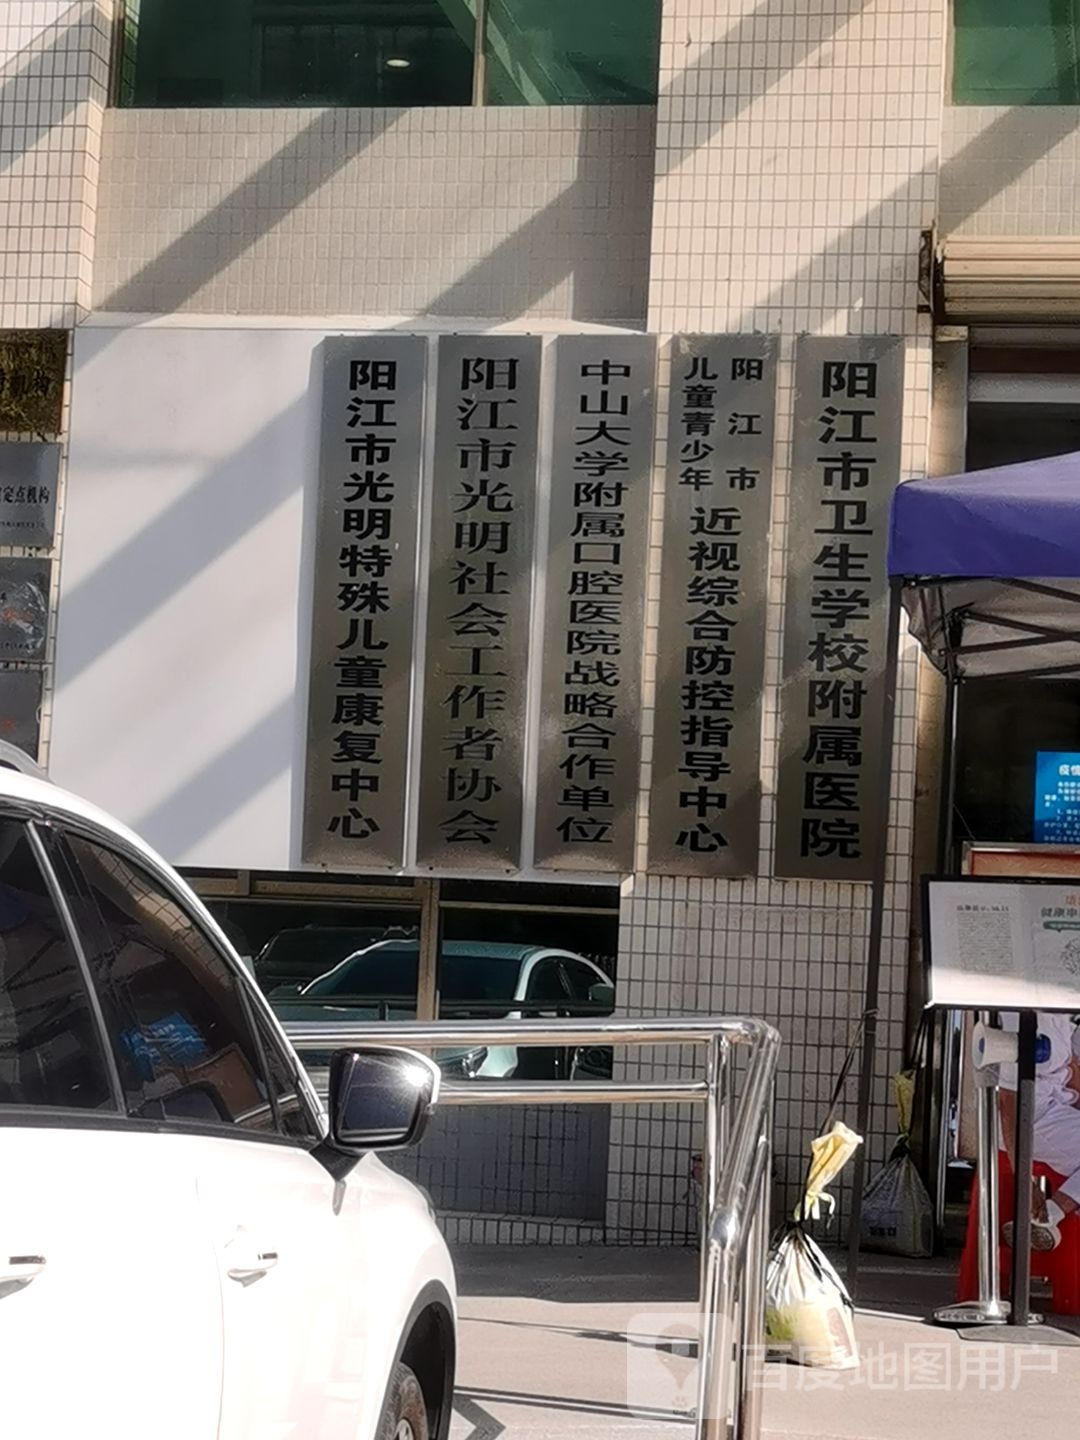 阳江市卫生学校附属医院
阳江市
儿童青少年
近视综合防控指导中心
中山大学附属口腔医院战略合作单位
阳江市光明社会工作者协会
阳江市光明特殊儿童康复中心
定点机构
百度地图用户